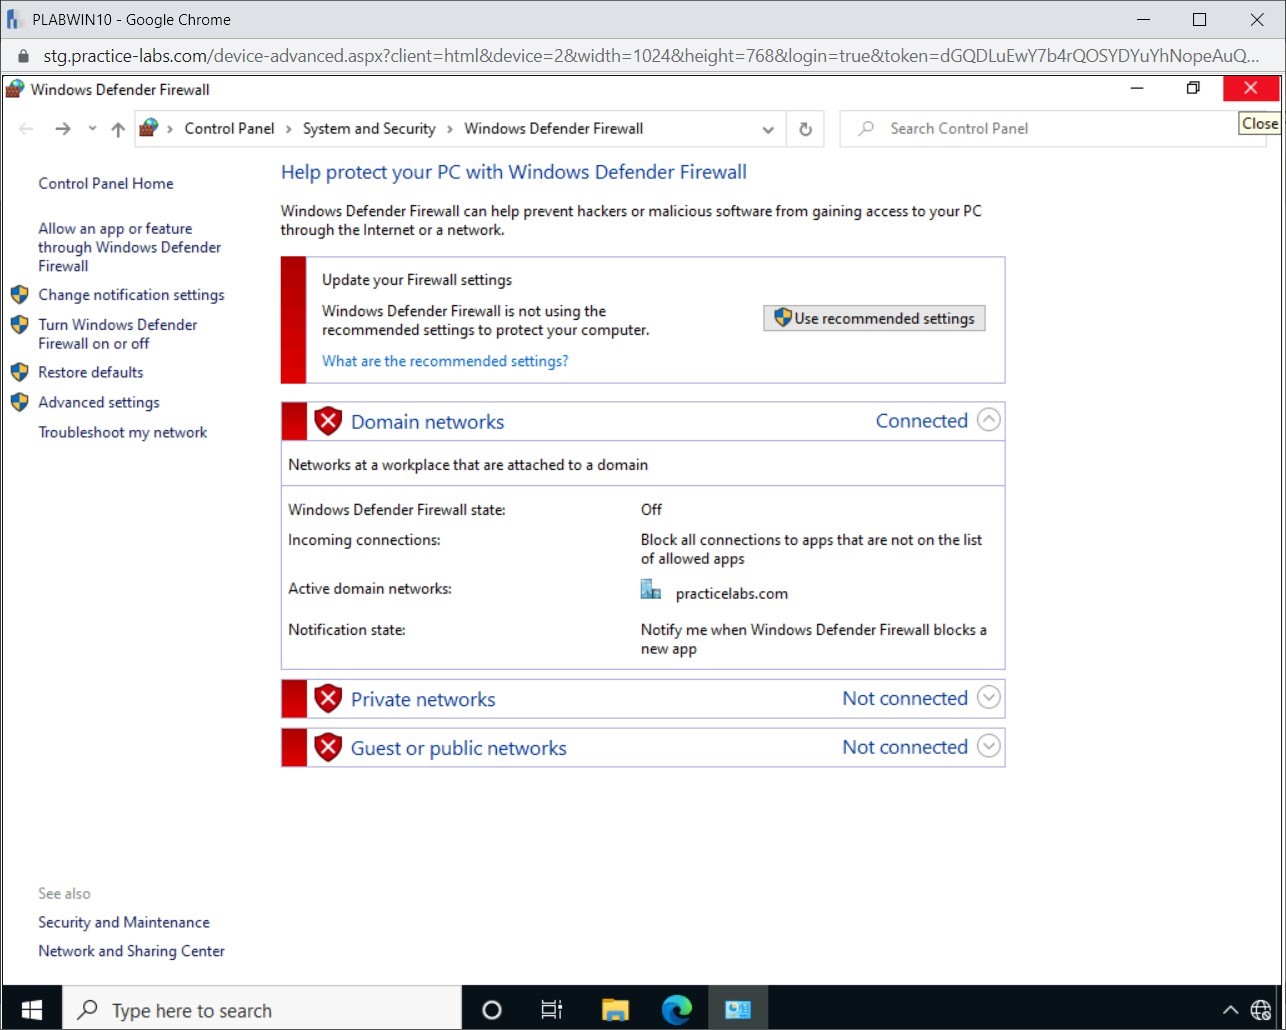 PLABWIN10 - Google Chrome
stg.practice-labs.com/device-advanced.aspx?client=html&device=2&width=1024&height=768&login=true&token=dGQDLuEwY7b4rQOSYDYuYhNopeAuQ...
Windows Defender Firewall
Control Panel > System and Security > Windows Defender Firewall
Search Control Panel
Close
Control Panel Home
Allow an app or feature
through Windows Defender
Firewall
Change notification settings
Turn Windows Defender
Firewall on or off
Restore defaults
Advanced settings
Troubleshoot my network
Help protect your PC with Windows Defender Firewall
Windows Defender Firewall can help prevent hackers or malicious software from gaining access to your PC
through the Internet or a network.
Update your Firewall settings
Windows Defender Firewall is not using the
recommended settings to protect your computer.
Use recommended settings
What are the recommended settings?
Domain networks Connected
Networks at a workplace that are attached to a domain
Windows Defender Firewall state: Off
Incoming connections: Block all connections to apps that are not on the list
of allowed apps
Active domain networks: practicelabs.com
Notification state: Notify me when Windows Defender Firewall blocks a
new app
Private networks Not connected
Guest or public networks Not connected
See also
Security and Maintenance
Network and Sharing Center
Type here to search